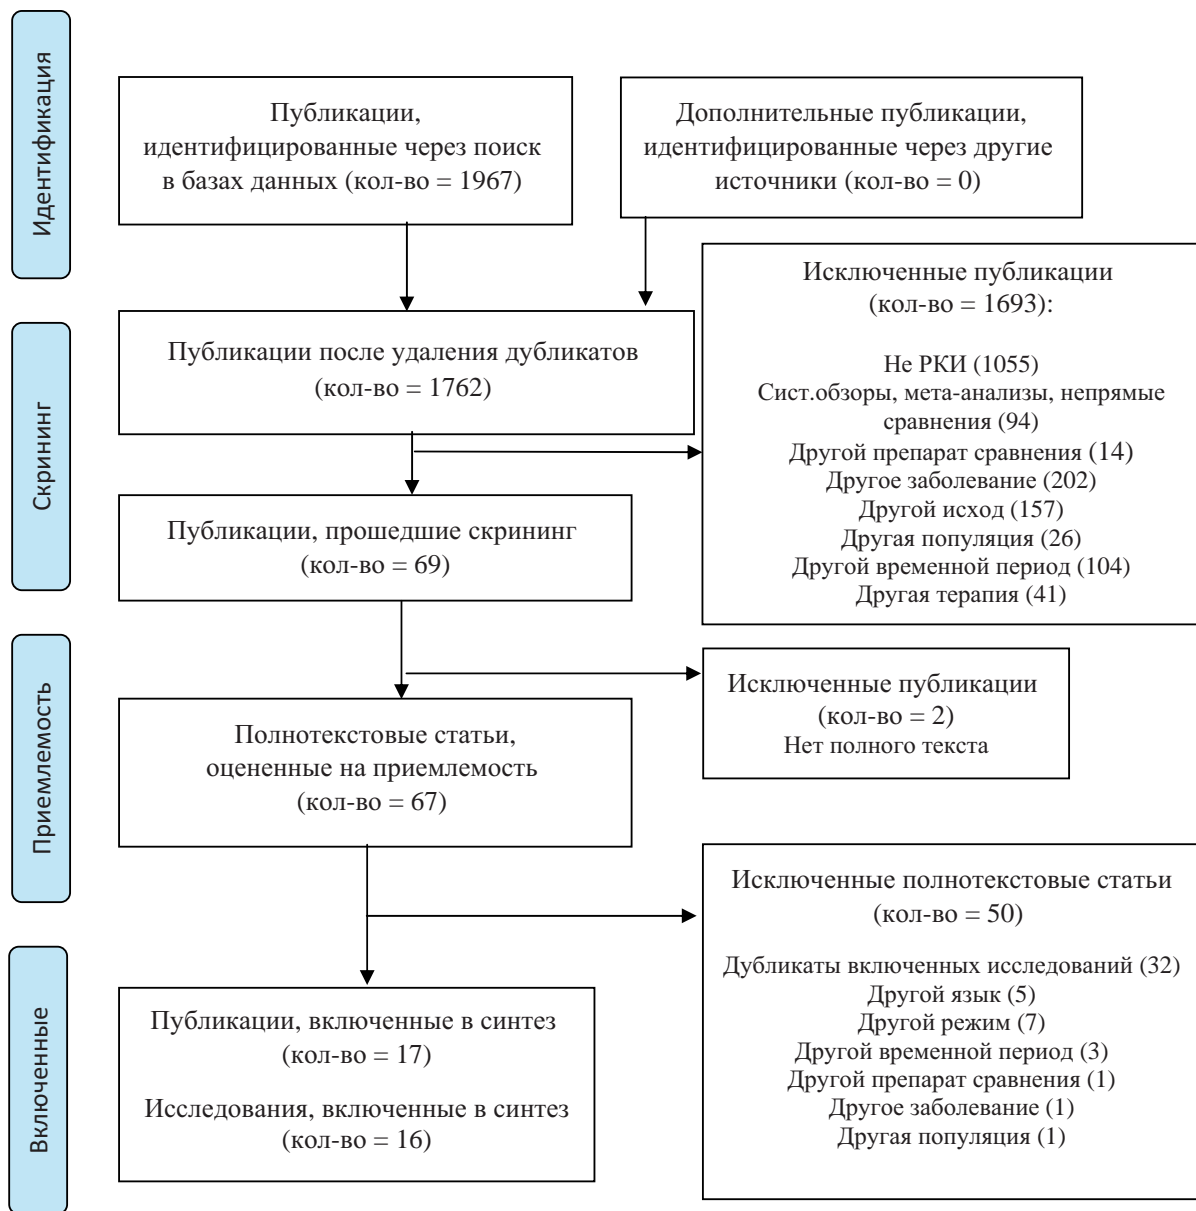 Идентификация
Публикации,
идентифицированные через поиск
в базах данных (кол-во = 1967)
Дополнительные публикации,
идентифицированные через другие
источники (кол-во = 0)
Скрининг
Публикации после удаления дубликатов
(кол-во = 1762)
Исключенные публикации
(кол-во = 1693):
Не РКИ (1055)
Сист.обзоры, мета-анализы, непрямые
сравнения (94)
Другой препарат сравнения (14)
Другое заболевание (202)
Другой исход (157)
Другая популяция (26)
Другой временной период (104)
Другая терапия (41)
Публикации, прошедшие скрининг
(кол-во = 69)
Приемлемость
Исключенные публикации
(кол-во = 2)
Нет полного текста
Полнотекстовые статьи,
оцененные на приемлемость
(кол-во = 67)
Исключенные полнотекстовые статьи
(кол-во = 50)
Дубликаты включенных исследований (32)
Другой язык (5)
Другой режим (7)
Другой временной период (3)
Другой препарат сравнения (1)
Другое заболевание (1)
Другая популяция (1)
Включенные
Публикации, включенные в синтез
(кол-во = 17)
Исследования, включенные в синтез
(кол-во = 16)